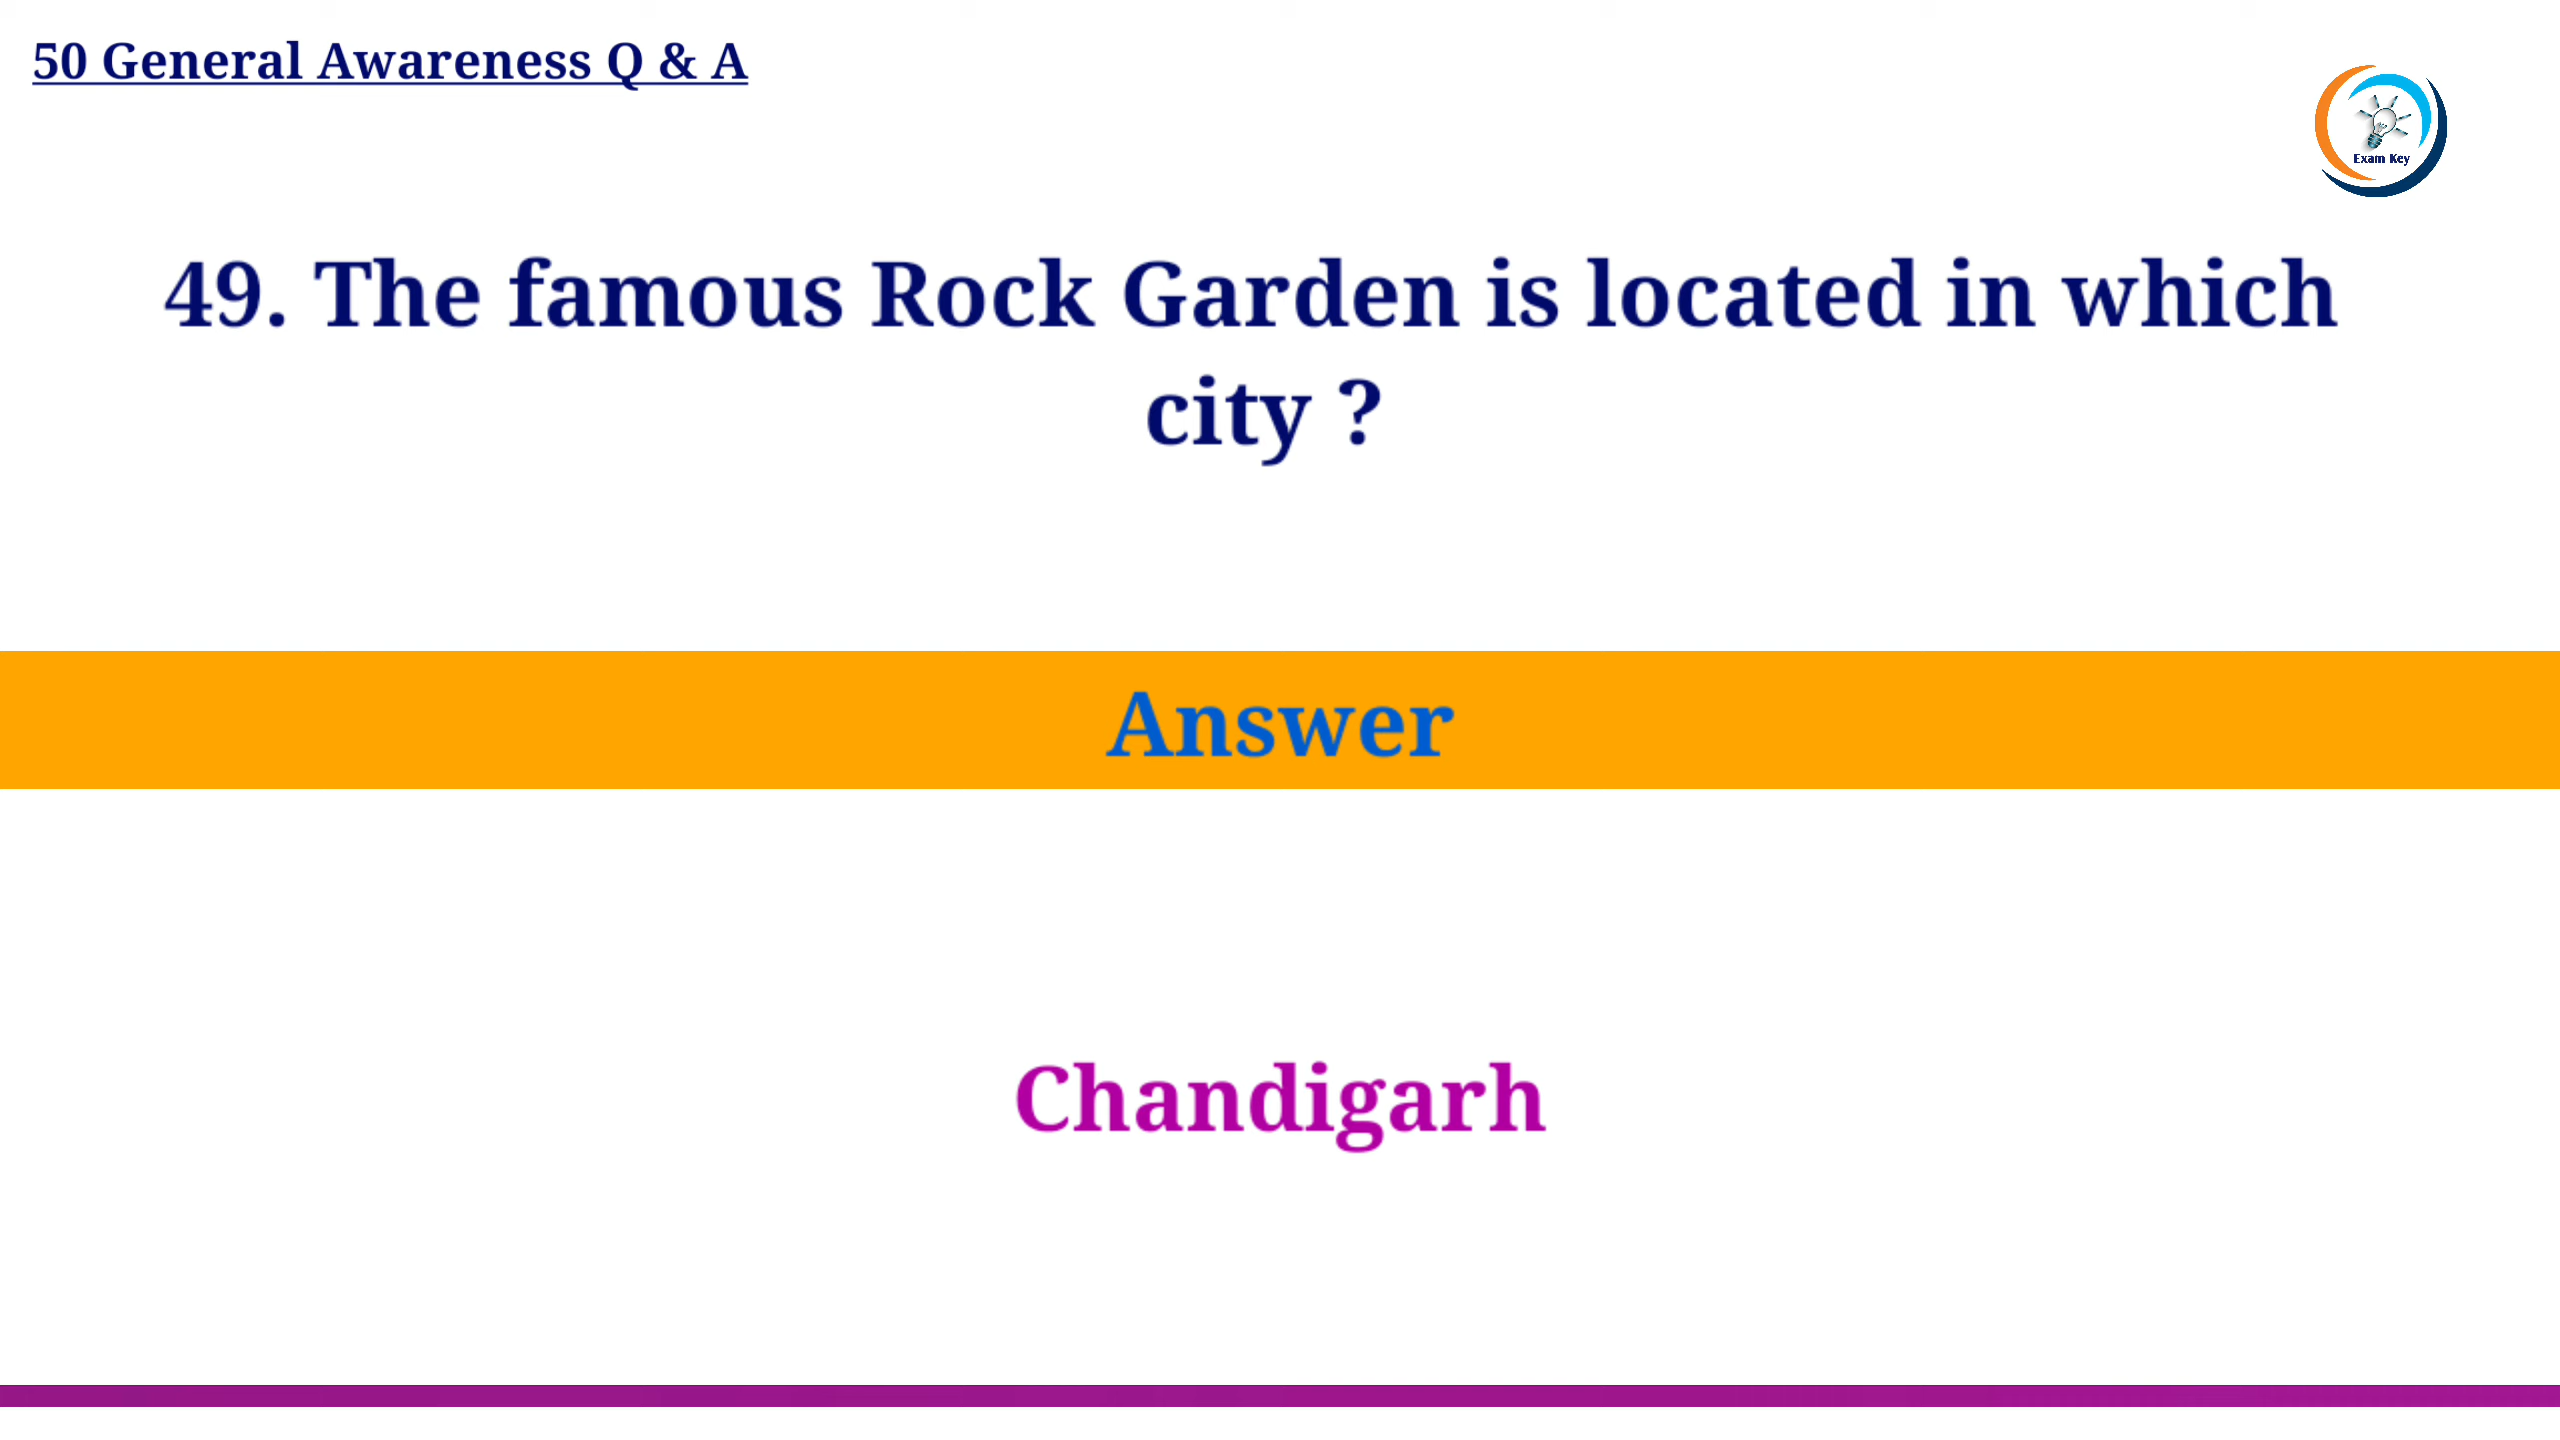 50 General Awareness Q & A
Exam Key
49. The famous Rock Garden is located in which
city ?
Answer
Chandigarh